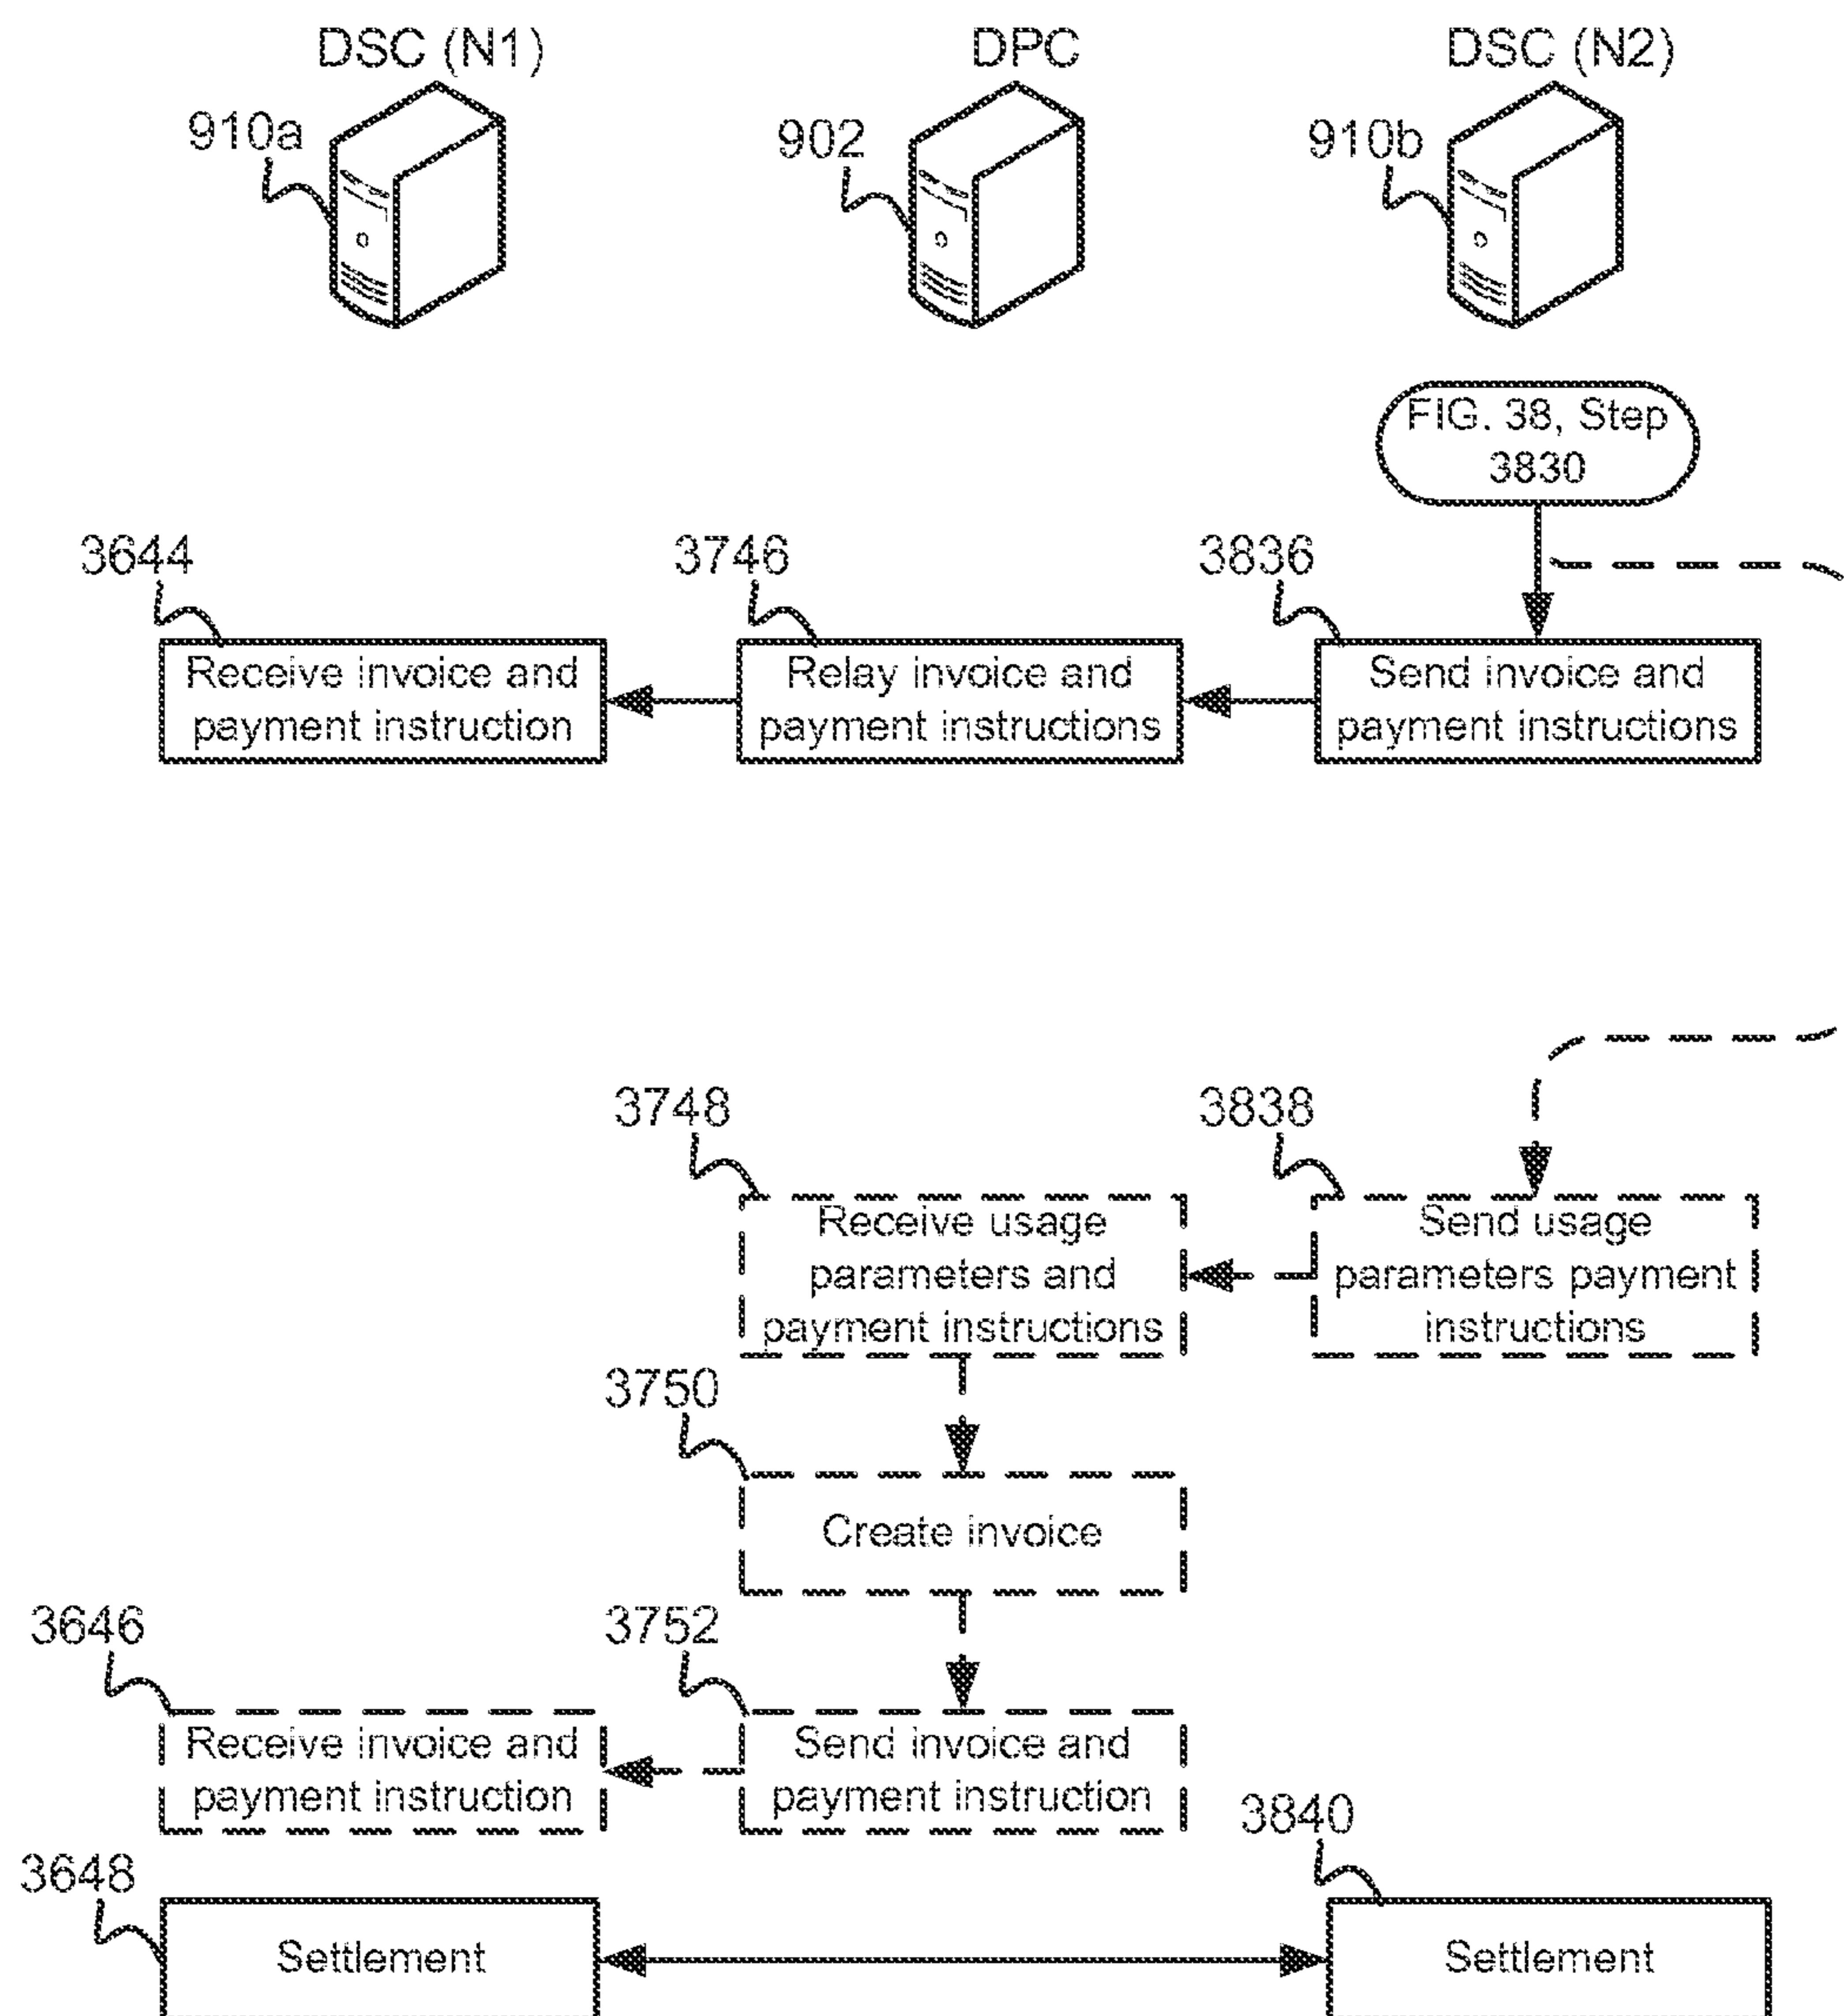 DSC (N1)
DPC
DSC (N2)
910a
902
910b
FIG. 38, Step
3830
3644
3746
3836
Receive invoice and
payment instruction
Relay invoice and
payment instructions
Send invoice and
payment instructions
3748
3838
Receive usage
parameters and
payment instructions
Send usage
parameters payment
instructions
3750
Create invoice
3646
3752
Receive invoice and
payment instruction
Send invoice and
payment instruction
3840
3648
Settlement
Settlement